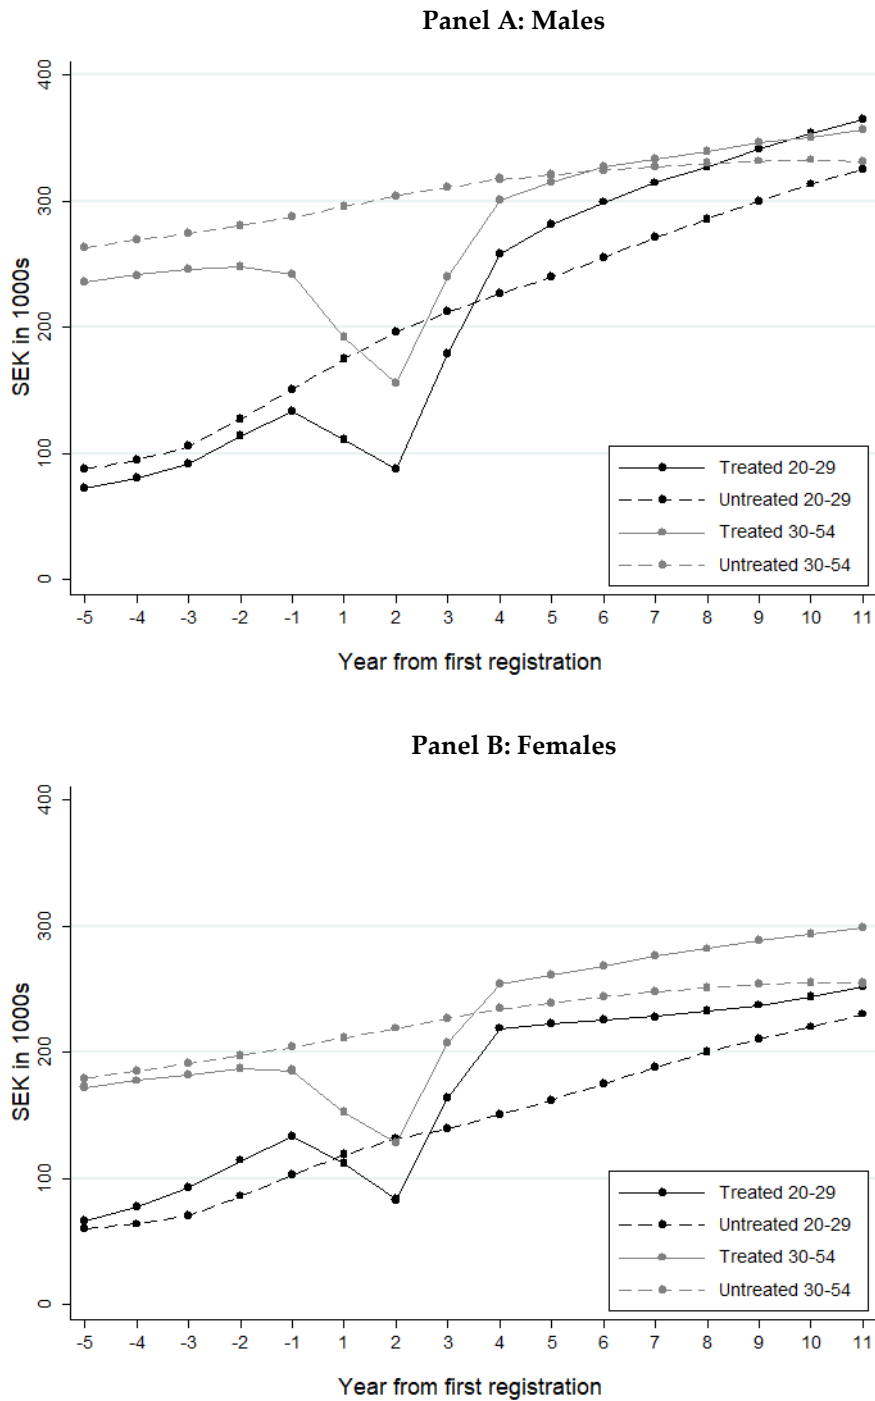 Panel A: Males
400
300
200
100
0
SEK in 1000s
Treated 20-29
Untreated 20-29
Treated 30-54
Untreated 30-54
-5 -4 -3 -2 -1 1 2 3 4 5 6 7 8 9 10 11
Year from first registration
Panel B: Females
400
300
200
100
0
SEK in 1000s
Treated 20-29
Untreated 20-29
Treated 30-54
Untreated 30-54
-5 -4 -3 -2 -1 1 2 3 4 5 6 7 8 9 10 11
Year from first registration